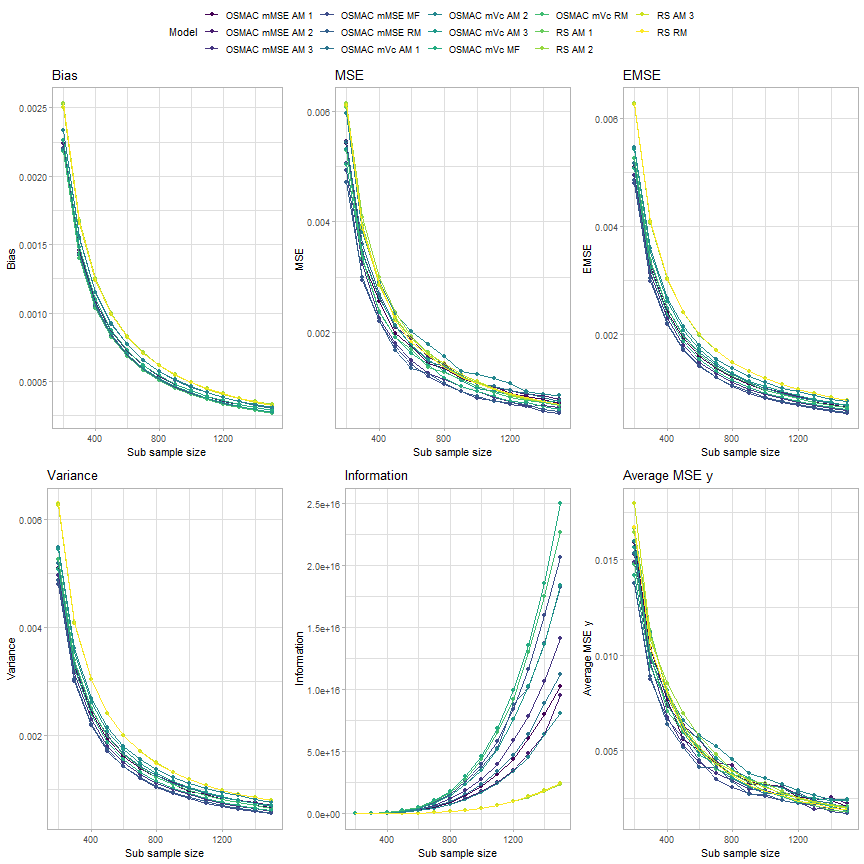 Model
OSMAC mMSE AM 1
OSMAC mMSE AM 2
OSMAC mMSE AM 3
OSMAC mMSE MF
OSMAC mMSE RM
OSMAC mVc AM 1
OSMAC mVc AM 2
OSMAC mVc AM 3
OSMAC mVc MF
OSMAC mVc RM
RS AM 1
RS AM 2
RS AM 3
RS RM
Bias
Bias
0.0025
0.0020
0.0015
0.0010
0.0005
400 800 1200
Sub sample size
MSE
MSE
0.006
0.004
0.002
400 800 1200
Sub sample size
EMSE
EMSE
0.006
0.004
0.002
400 800 1200
Sub sample size
Variance
Variance
0.006
0.004
0.002
400 800 1200
Sub sample size
Information
Information
2.5e+16
2.0e+16
1.5e+16
1.0e+16
5.0e+15
0.0e+00
400 800 1200
Sub sample size
Average MSE y
Average MSE y
0.015
0.010
0.005
400 800 1200
Sub sample size